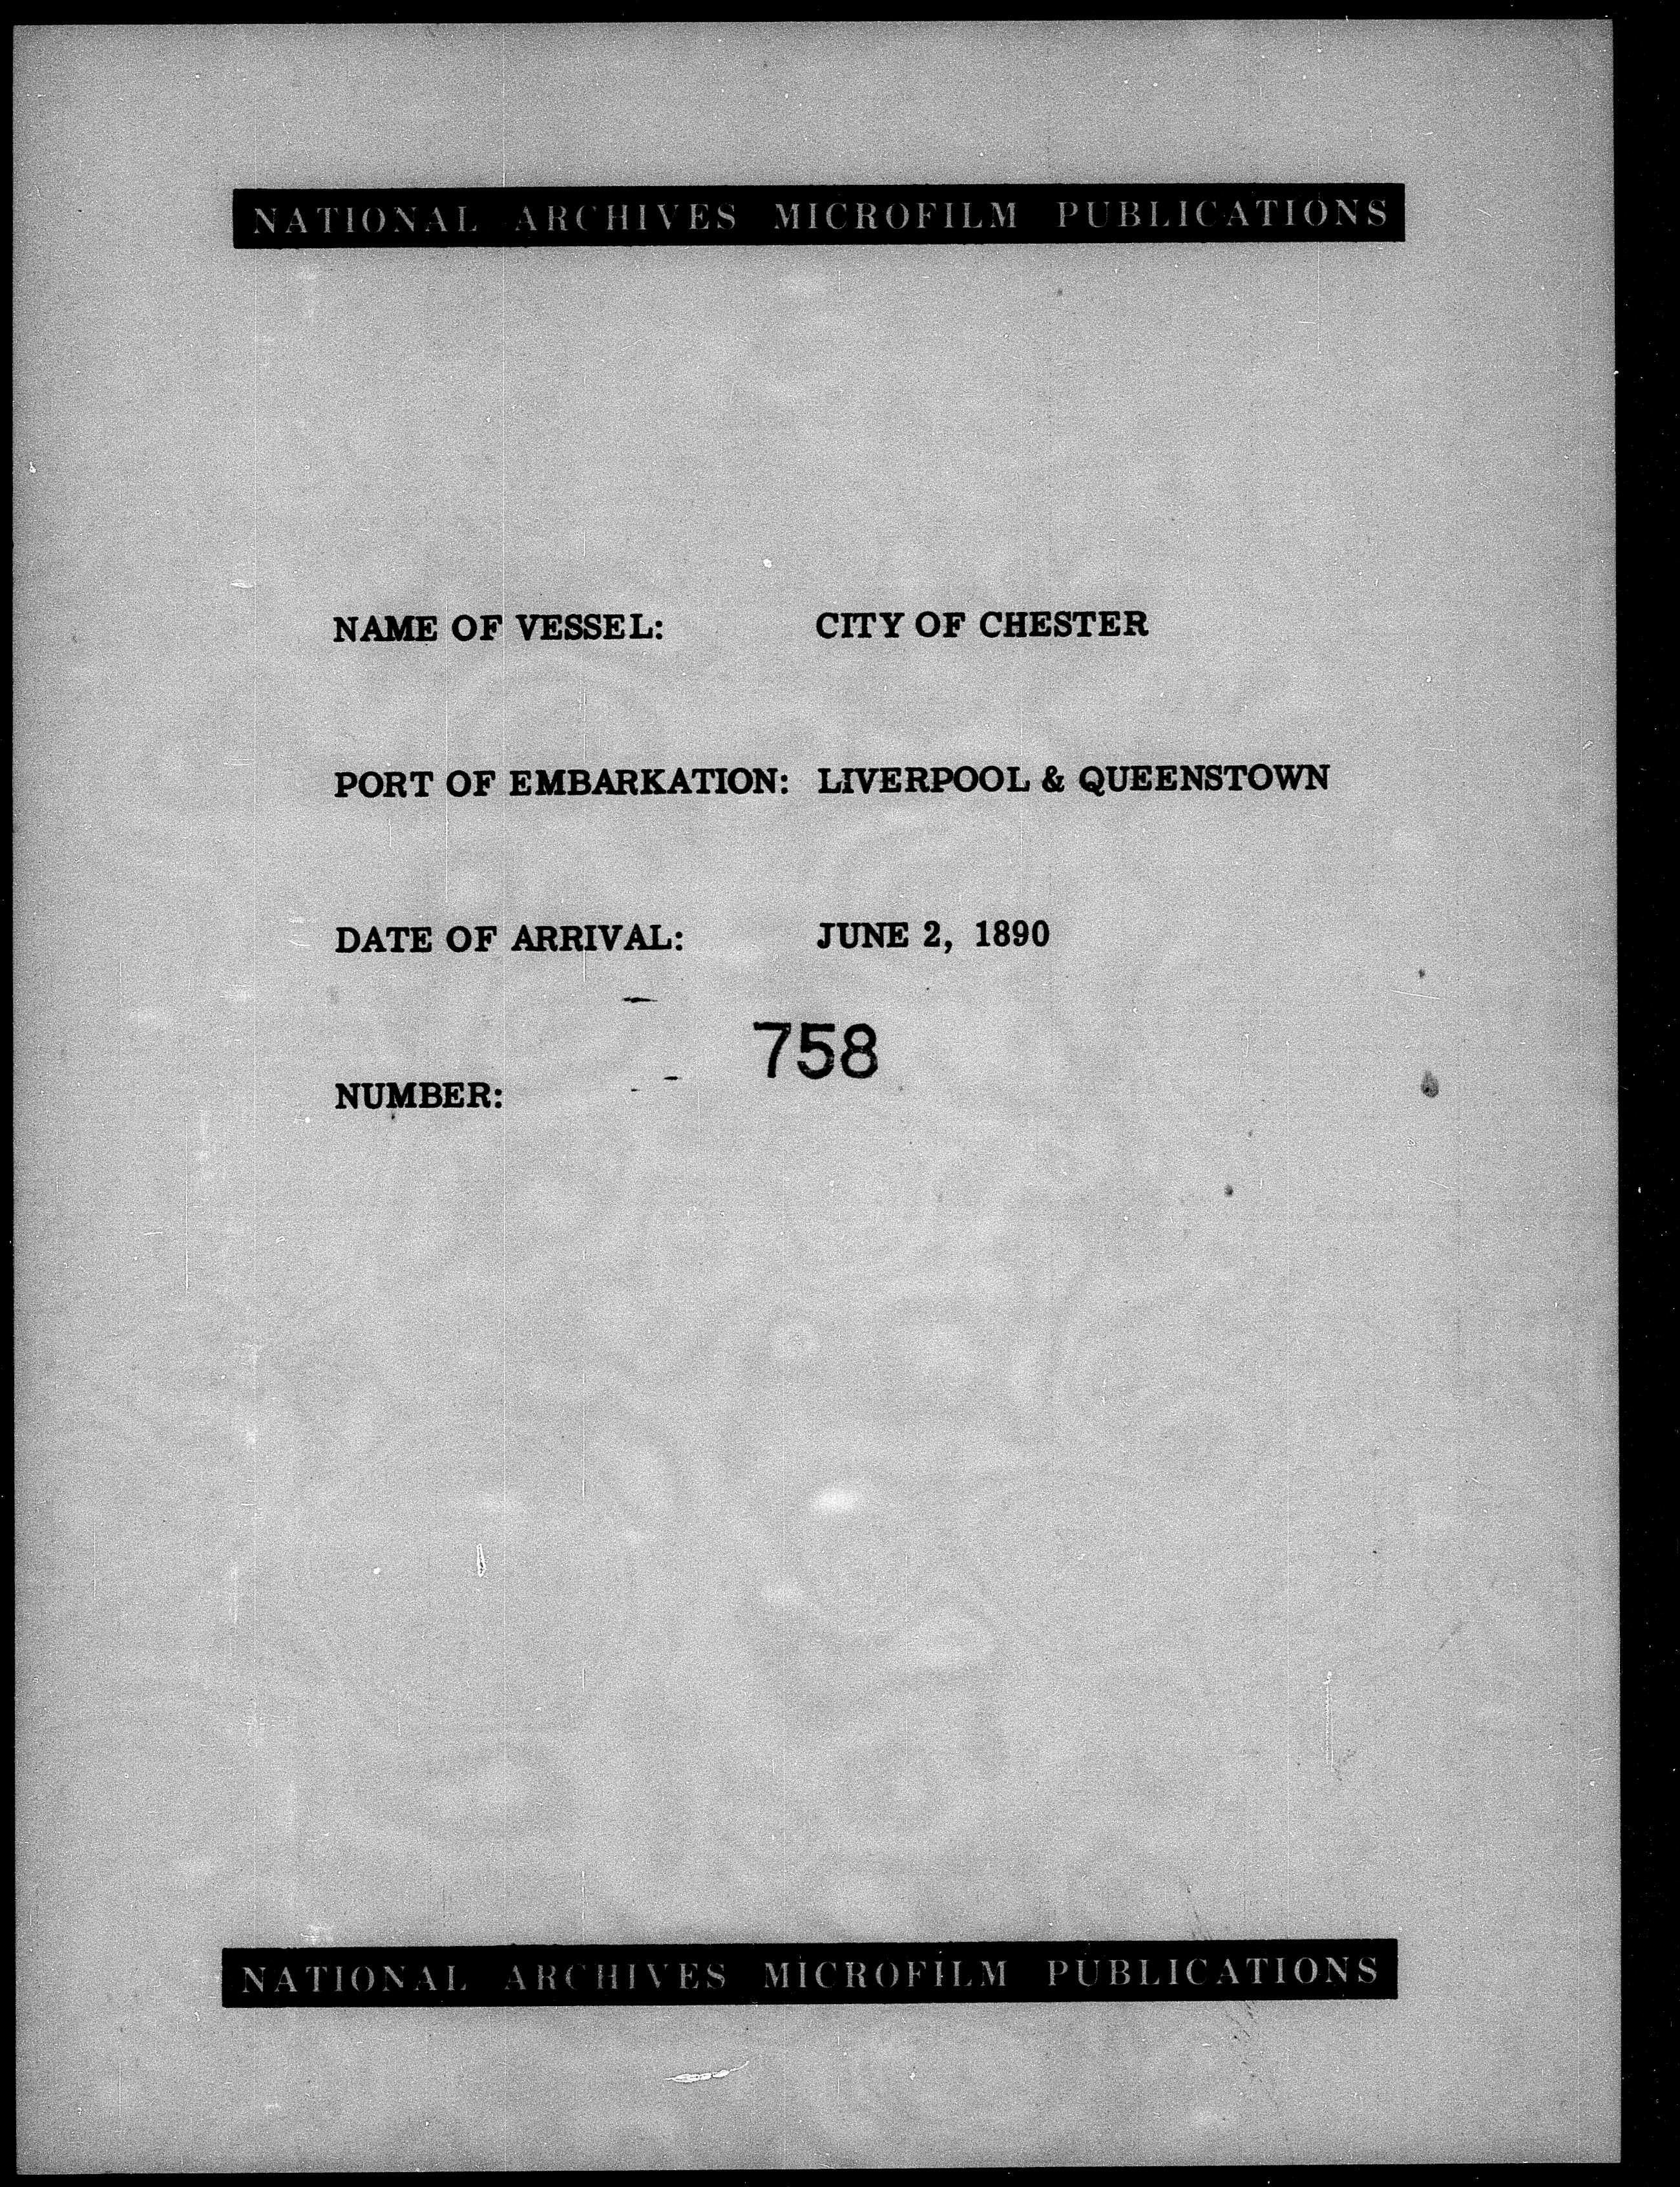 NATIONAL ARCHIVES MICROFILM PUBLICATIONS
NAME OF VESSEL: CITY OF CHESTER
PORT OF EMBARKATION: LIVERPOOL & QUEENSTOWN
DATE OF ARRIVAL: JUNE 2, 1890
NUMBER: 758
NATIONAL ARCHIVES MICROFILM PUBLICATIONS